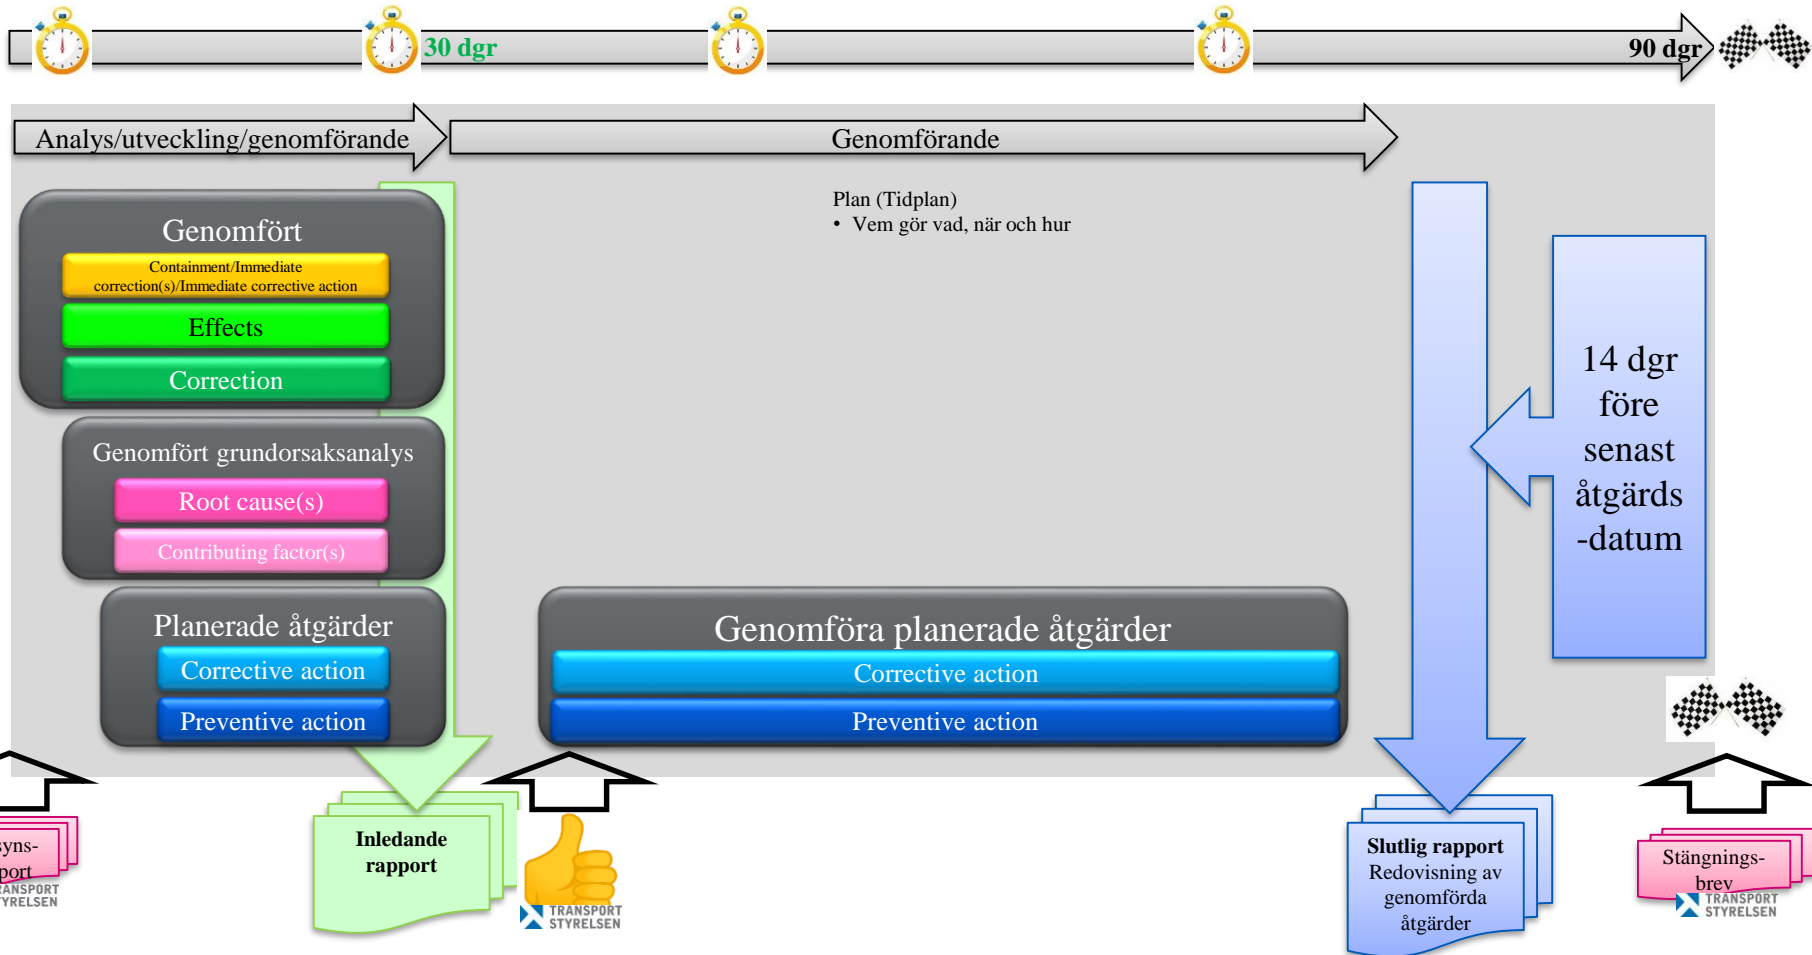 30 dgr
90 dgr
Analys/utveckling/genomförande
Genomförande
Plan (Tidplan)
• Vem gör vad, när och hur
Genomfört
Containment/Immediate
correction(s)/Immediate corrective action
Effects
Correction
Genomfört grundorsaksanalys
Root cause(s)
Contributing factor(s)
Planerade åtgärder
Corrective action
Preventive action
Genomföra planerade åtgärder
Corrective action
Preventive action
14 dgr
före
senast
åtgärds
-datum
Inledande
rapport
TRANSPORT
STYRELSEN
Slutlig rapport
Redovisning av
genomförda
åtgärder
Stängnings-
brev
TRANSPORT
STYRELSEN